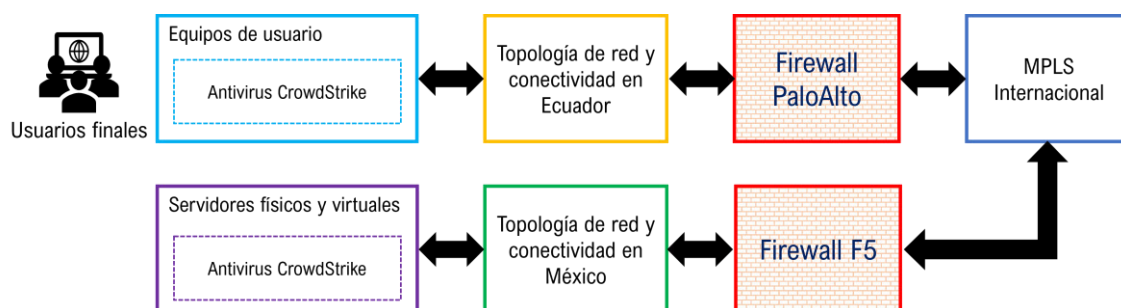 Usuarios finales
Equipos de usuario
Antivirus CrowdStrike
Topología de red y
conectividad en
Ecuador
Firewall
PaloAlto
MPLS
Internacional
Servidores físicos y virtuales
Antivirus CrowdStrike
Topología de red y
conectividad en
México
Firewall F5